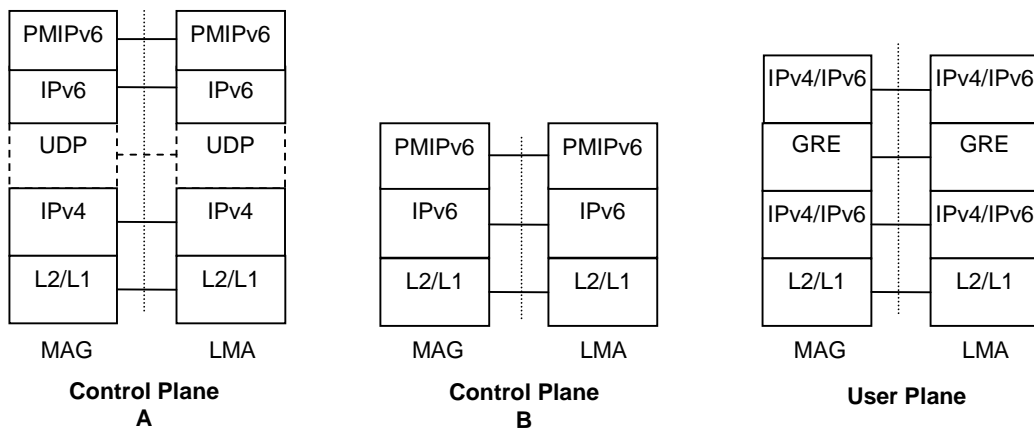 PMIPv6 PMIPv6
IPv6 IPv6
UDP UDP
IPv4 IPv4
L2/L1 L2/L1
MAG LMA
Control Plane
A
PMIPv6 PMIPv6
IPv6 IPv6
L2/L1 L2/L1
MAG LMA
Control Plane
B
IPv4/IPv6 IPv4/IPv6
GRE GRE
IPv4/IPv6 IPv4/IPv6
L2/L1 L2/L1
MAG LMA
User Plane